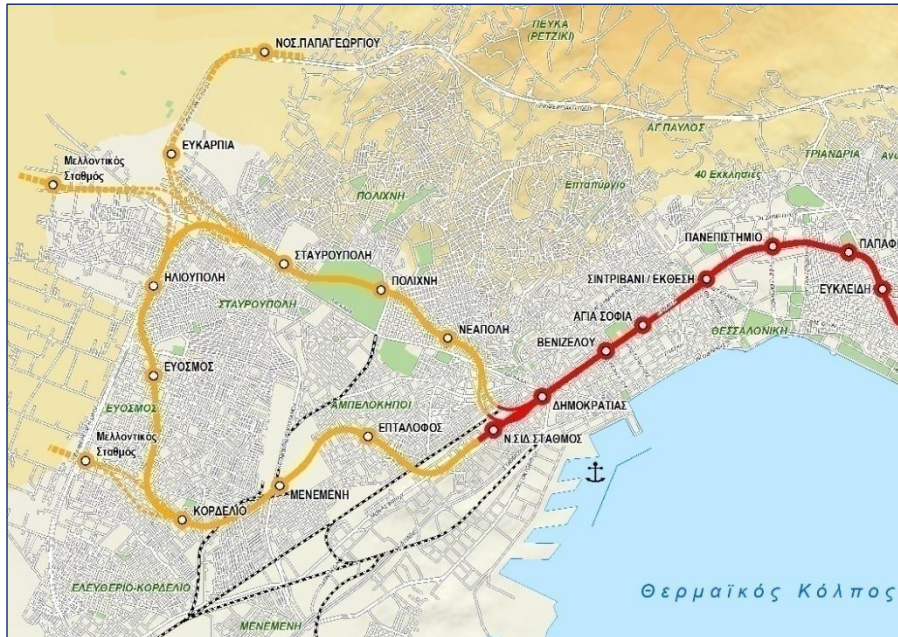 ΠΕΥΚΑ
(ΡΕΤΖΙΚΙ)
ΝΟΣ.ΠΑΠΑΓΕΩΡΓΙΟΥ
ΑΓ.ΠΑΥΛΟΣ
ΕΥΚΑΡΠΙΑ
ΤΡΙΑΝΔΡΙΑ
Μελλοντικός
Σταθμός
40 Εκκλησιές
Επταπύργιο
ΠΟΛΙΧΝΗ
ΠΑΝΕΠΙΣΤΗΜΙΟ
ΠΑΠΑΦ
ΣΤΑΥΡΟΥΠΟΛΗ
ΗΛΙΟΥΠΟΛΗ
ΣΙΝΤΡΙΒΑΝΙ / ΕΚΘΕΣΗ
ΠΟΛΙΧΝΗ
ΕΥΚΛΕΙΔΗ
ΣΤΑΥΡΟΥΠΟΛΗ
ΑΓΙΑ ΣΟΦΙΑ
ΝΕΑΠΟΛΗ
ΘΕΣΣΑΛΟΝΙΚΗ
ΒΕΝΙΖΕΛΟΥ
ΕΥΟΣΜΟΣ
ΕΥΟΣΜΟΣ
ΑΜΠΕΛΟΚΗΠΟΙ
ΔΗΜΟΚΡΑΤΙΑΣ
ΕΠΤΑΛΟΦΟΣ
Ν.ΣΙΔ.ΣΤΑΘΜΟΣ
Μελλοντικός
Σταθμός
ΜΕΝΕΜΕΝΗ
ΚΟΡΔΕΛΙΟ
ΕΛΕΥΘΕΡΙΟ-ΚΟΡΔΕΛΙΟ
Θερμαϊκός Κόλπος
ΜΕΝΕΜΕΝΗ